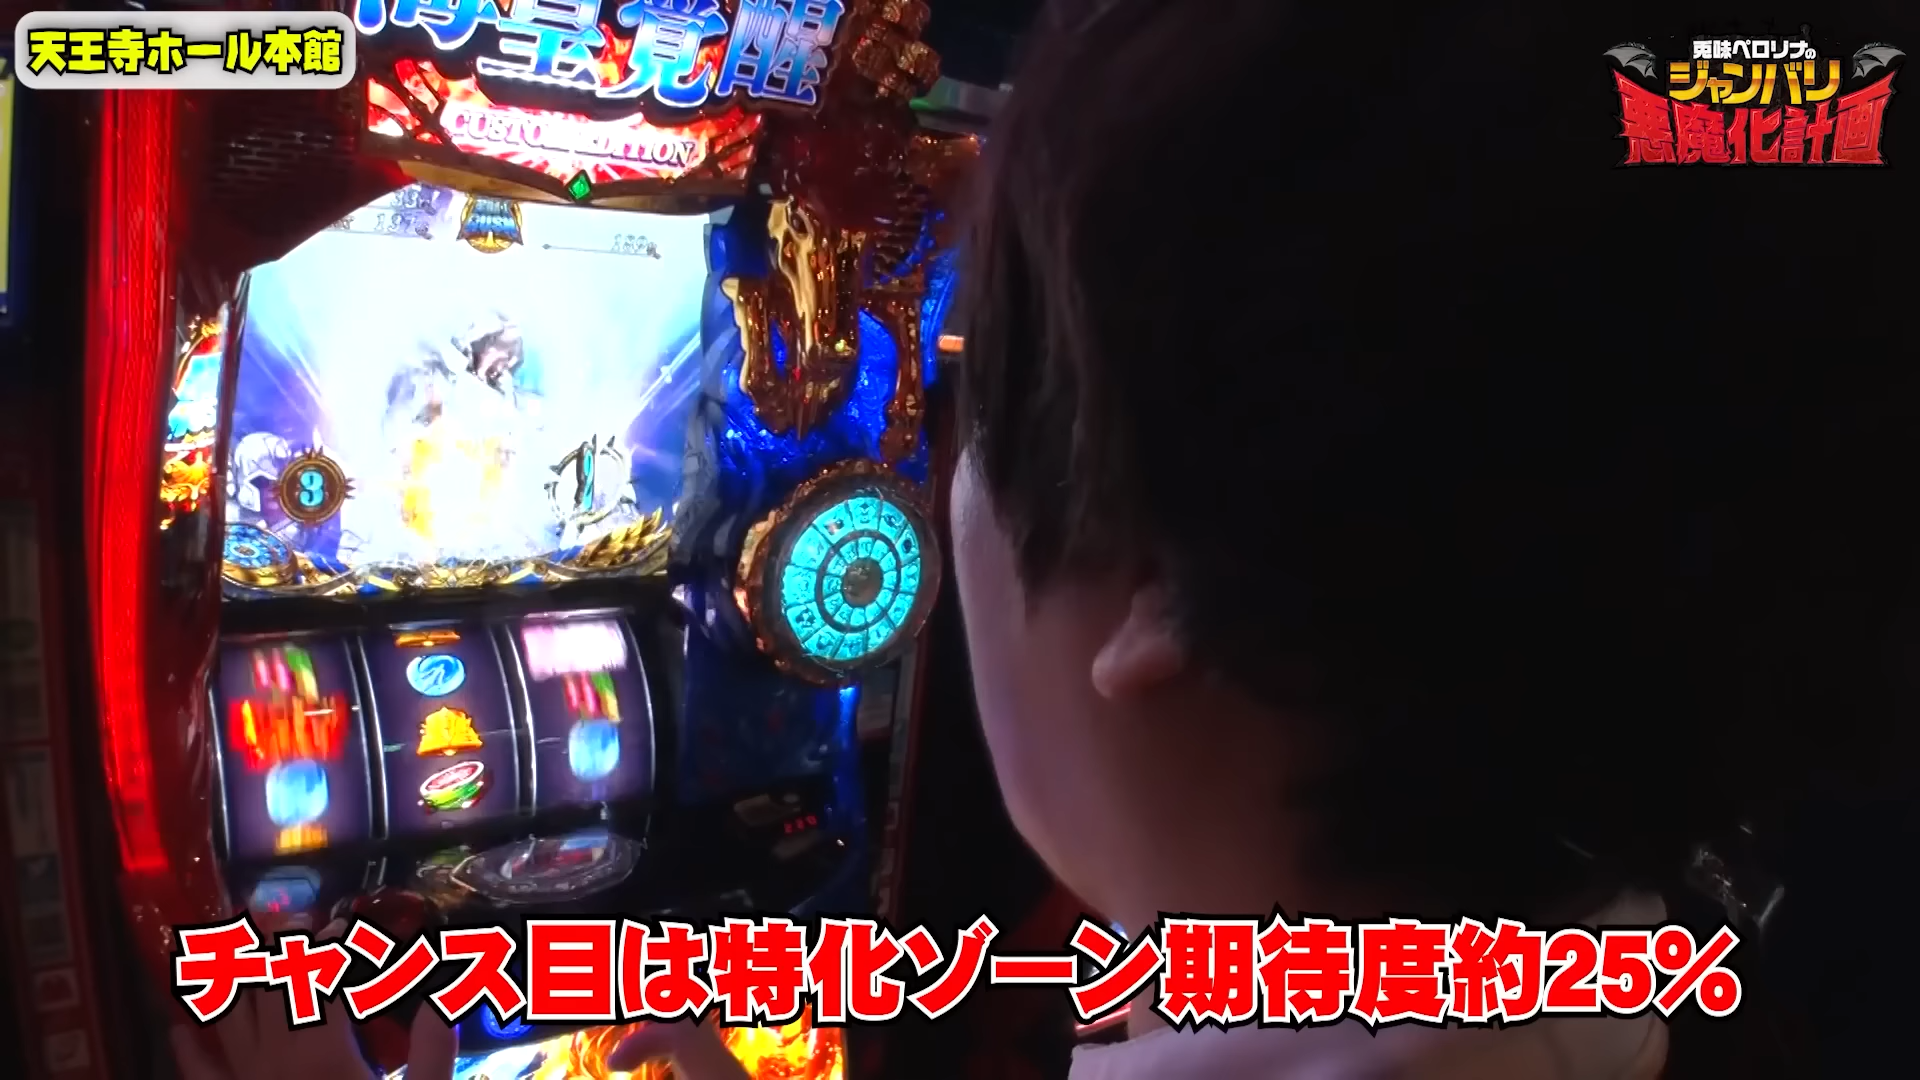 天王寺ホール本館
兎味ペロリナの
ジャンバリ
悪魔化計画
海皇覚醒
CUSTOM EDITION
チャンス目は特化ゾーン期待度約25%